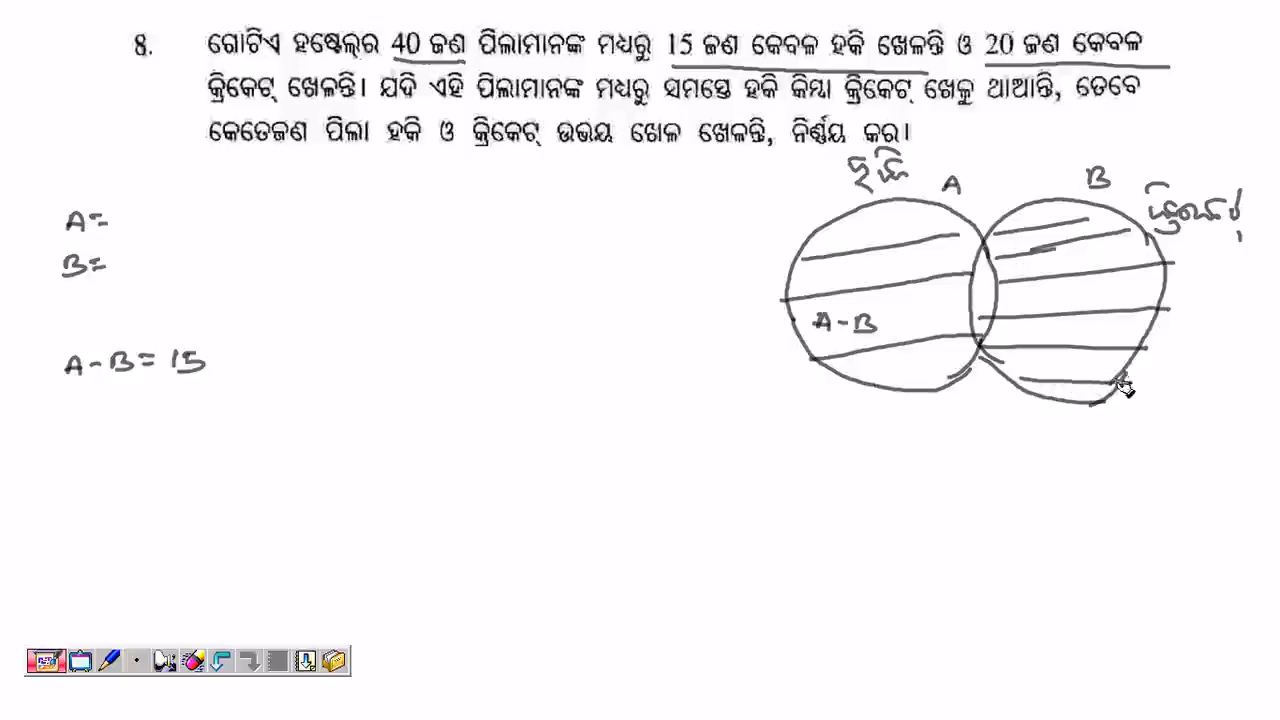 8. ଗୋଟିଏ ହଷ୍ଟେଲ୍‌ର 40 ଜଣ ପିଲାମାନଙ୍କ ମଧ୍ୟରୁ 15 ଜଣ କେବଳ ହକି ଖେଳନ୍ତି ଓ 20 ଜଣ କେବଳ
କ୍ରିକେଟ୍ ଖେଳନ୍ତି। ଯଦି ଏହି ପିଲାମାନଙ୍କ ମଧ୍ୟରୁ ସମସ୍ତେ ହକି କିମ୍ବା କ୍ରିକେଟ୍ ଖେଳୁ ଥାଆନ୍ତି, ତେବେ
କେତେଜଣ ପିଲା ହକି ଓ କ୍ରିକେଟ୍ ଉଭୟ ଖେଳ ଖେଳନ୍ତି, ନିର୍ଣ୍ଣୟ କର।
ହକି A B କ୍ରିକେଟ୍
A=
B=
A-B
A-B = 15